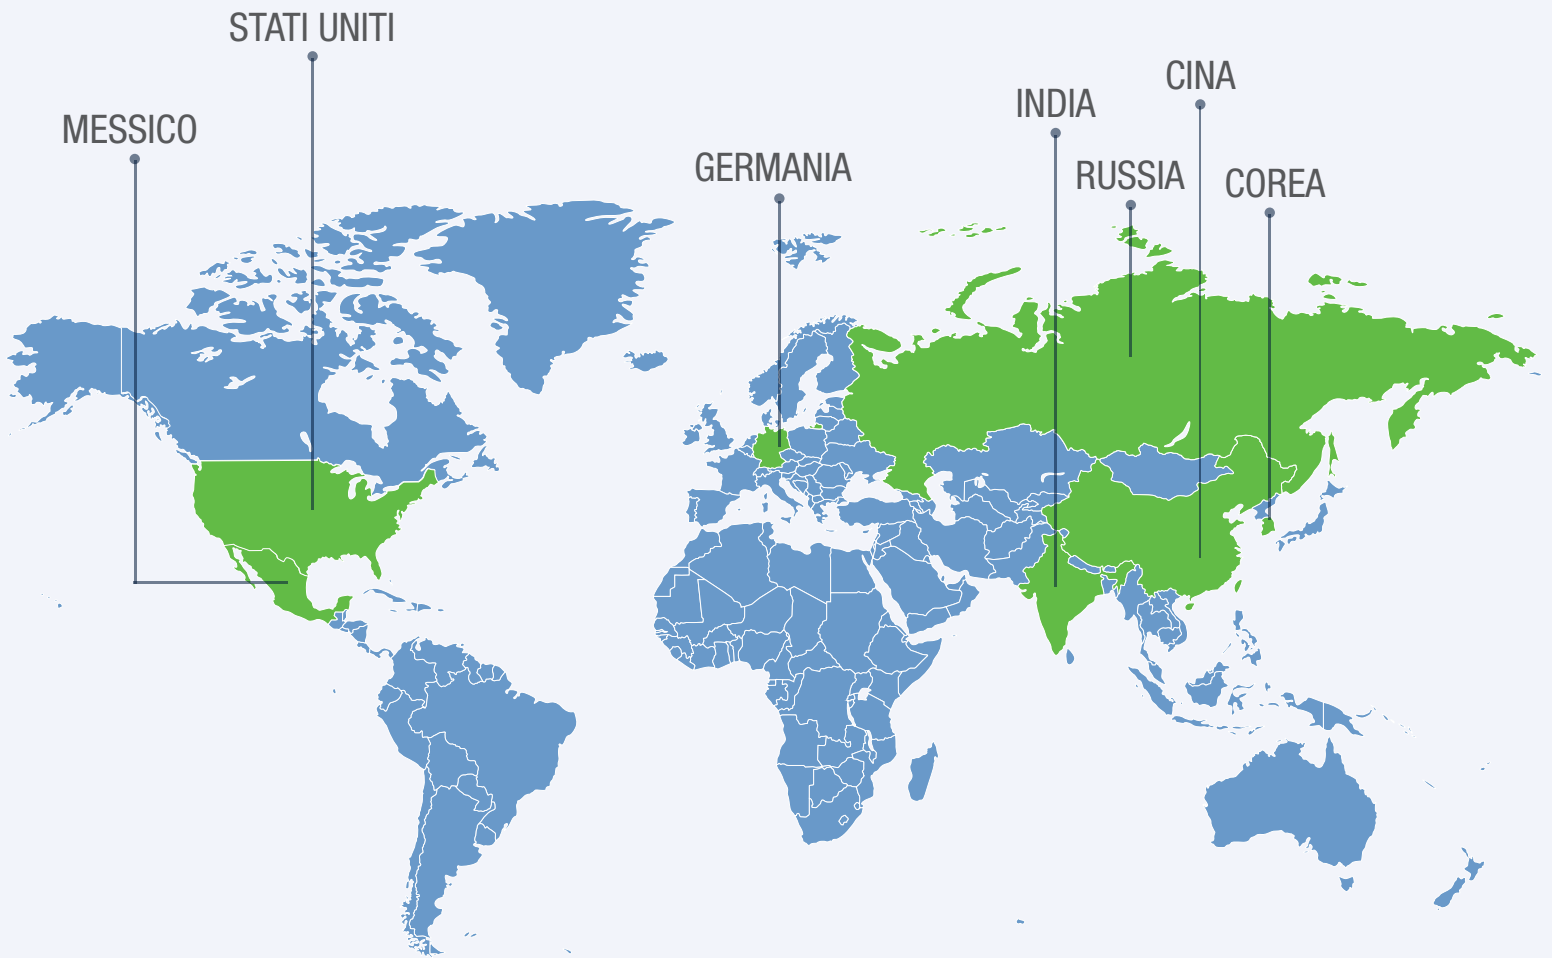 STATI UNITI
MESSICO
GERMANIA
INDIA
CINA
RUSSIA
COREA